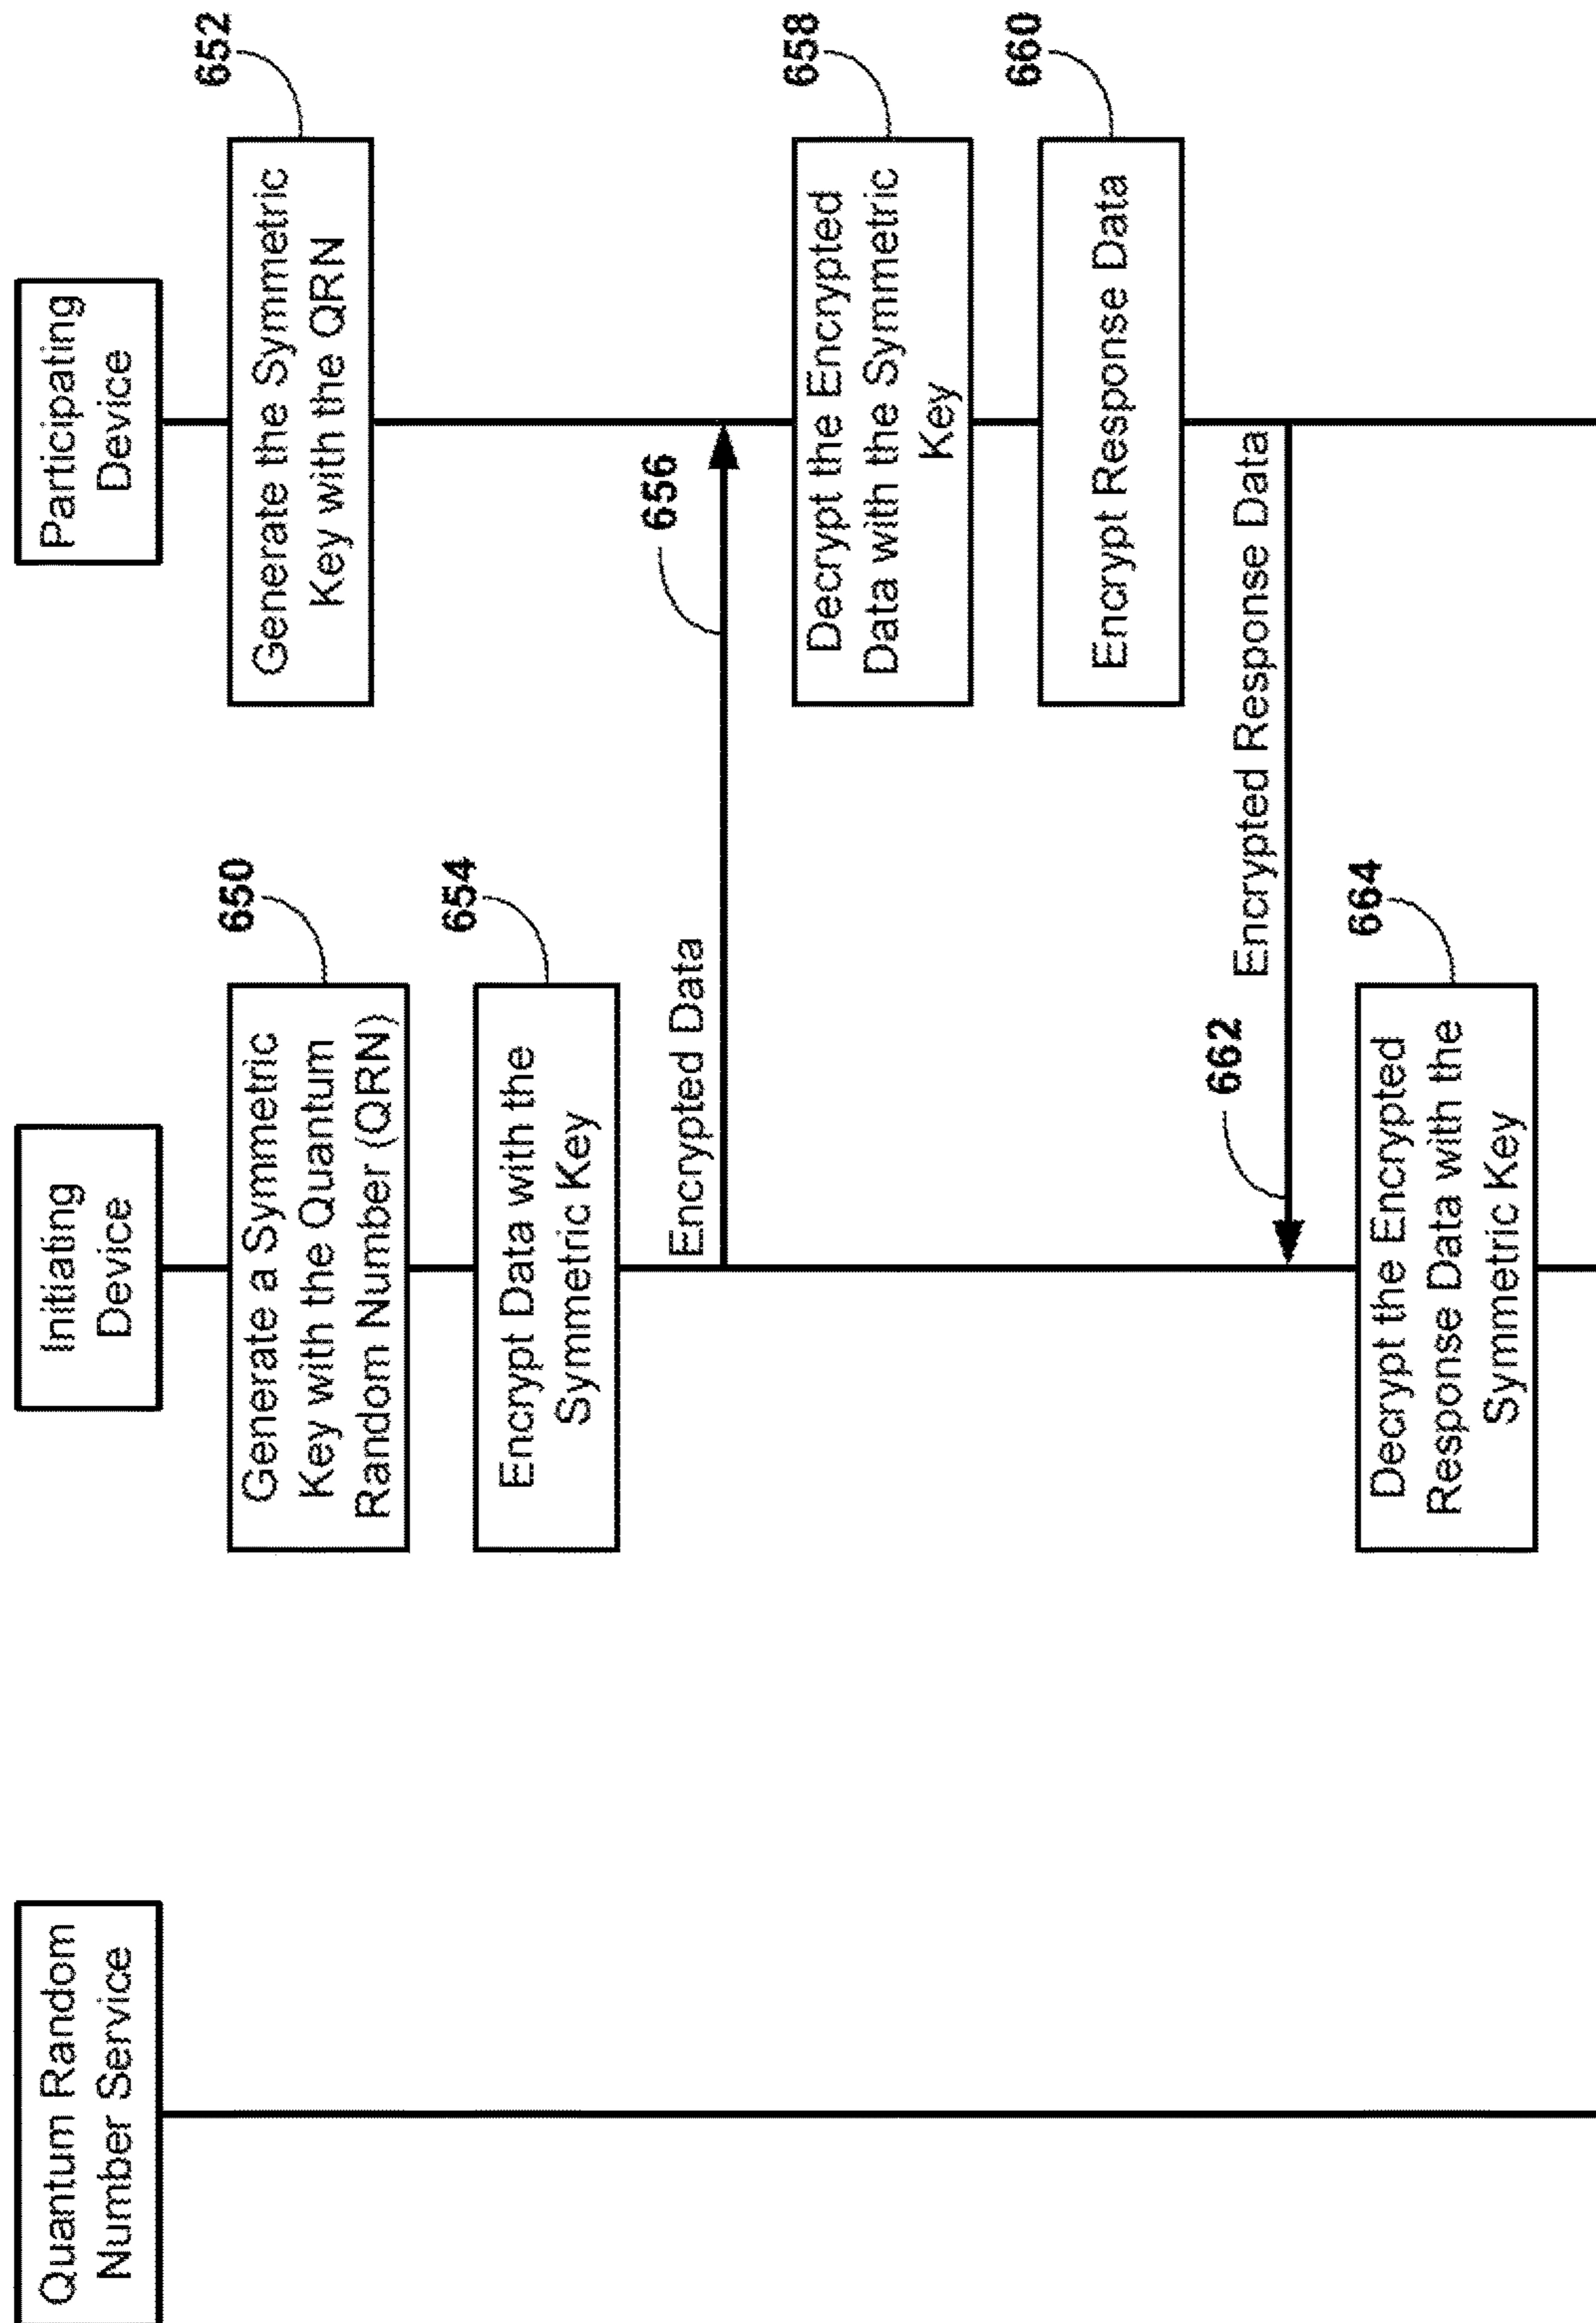 Quantum Random
Number Service
Initiating
Device
Participating
Device
650
Generate a Symmetric
Key with the Quantum
Random Number (QRN)
652
Generate the Symmetric
Key with the QRN
654
Encrypt Data with the
Symmetric Key
Encrypted Data
656
658
Decrypt the Encrypted
Data with the Symmetric
Key
660
Encrypt Response Data
662
Encrypted Response Data
664
Decrypt the Encrypted
Response Data with the
Symmetric Key